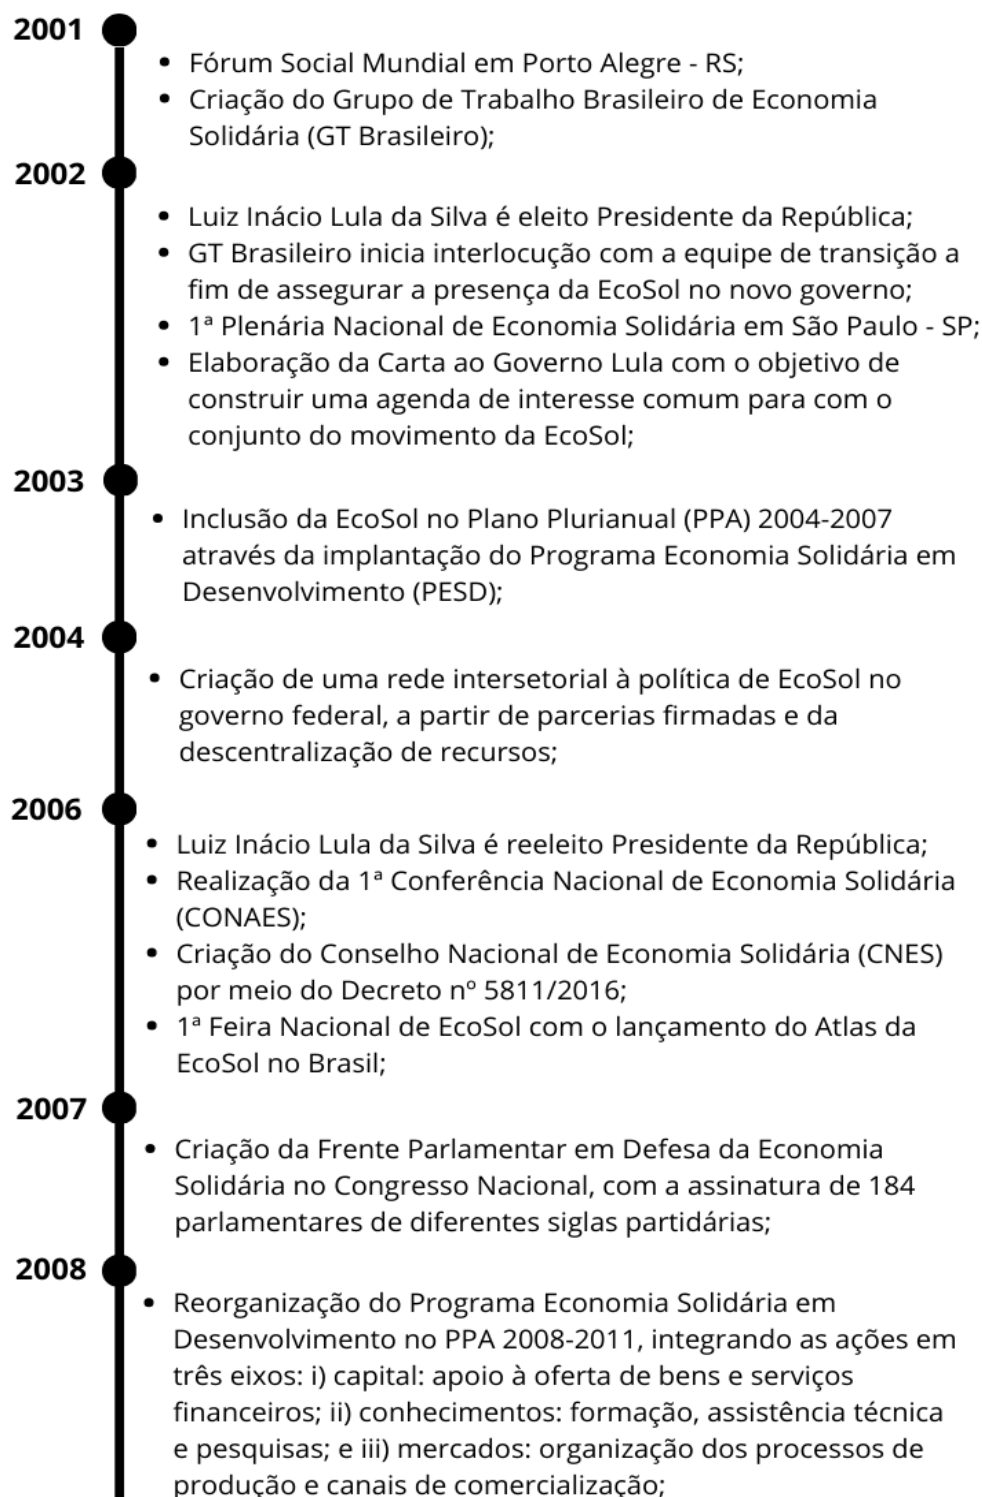 2001
• Fórum Social Mundial em Porto Alegre - RS;
• Criação do Grupo de Trabalho Brasileiro de Economia
Solidária (GT Brasileiro);
2002
• Luiz Inácio Lula da Silva é eleito Presidente da República;
• GT Brasileiro inicia interlocução com a equipe de transição a
fim de assegurar a presença da EcoSol no novo governo;
• 1ª Plenária Nacional de Economia Solidária em São Paulo - SP;
• Elaboração da Carta ao Governo Lula com o objetivo de
construir uma agenda de interesse comum para com o
conjunto do movimento da EcoSol;
2003
• Inclusão da EcoSol no Plano Plurianual (PPA) 2004-2007
através da implantação do Programa Economia Solidária em
Desenvolvimento (PESD);
2004
• Criação de uma rede intersetorial à política de EcoSol no
governo federal, a partir de parcerias firmadas e da
descentralização de recursos;
2006
• Luiz Inácio Lula da Silva é reeleito Presidente da República;
• Realização da 1ª Conferência Nacional de Economia Solidária
(CONAES);
• Criação do Conselho Nacional de Economia Solidária (CNES)
por meio do Decreto nº 5811/2016;
• 1ª Feira Nacional de EcoSol com o lançamento do Atlas da
EcoSol no Brasil;
2007
• Criação da Frente Parlamentar em Defesa da Economia
Solidária no Congresso Nacional, com a assinatura de 184
parlamentares de diferentes siglas partidárias;
2008
• Reorganização do Programa Economia Solidária em
Desenvolvimento no PPA 2008-2011, integrando as ações em
três eixos: i) capital: apoio à oferta de bens e serviços
financeiros; ii) conhecimentos: formação, assistência técnica
e pesquisas; e iii) mercados: organização dos processos de
produção e canais de comercialização;